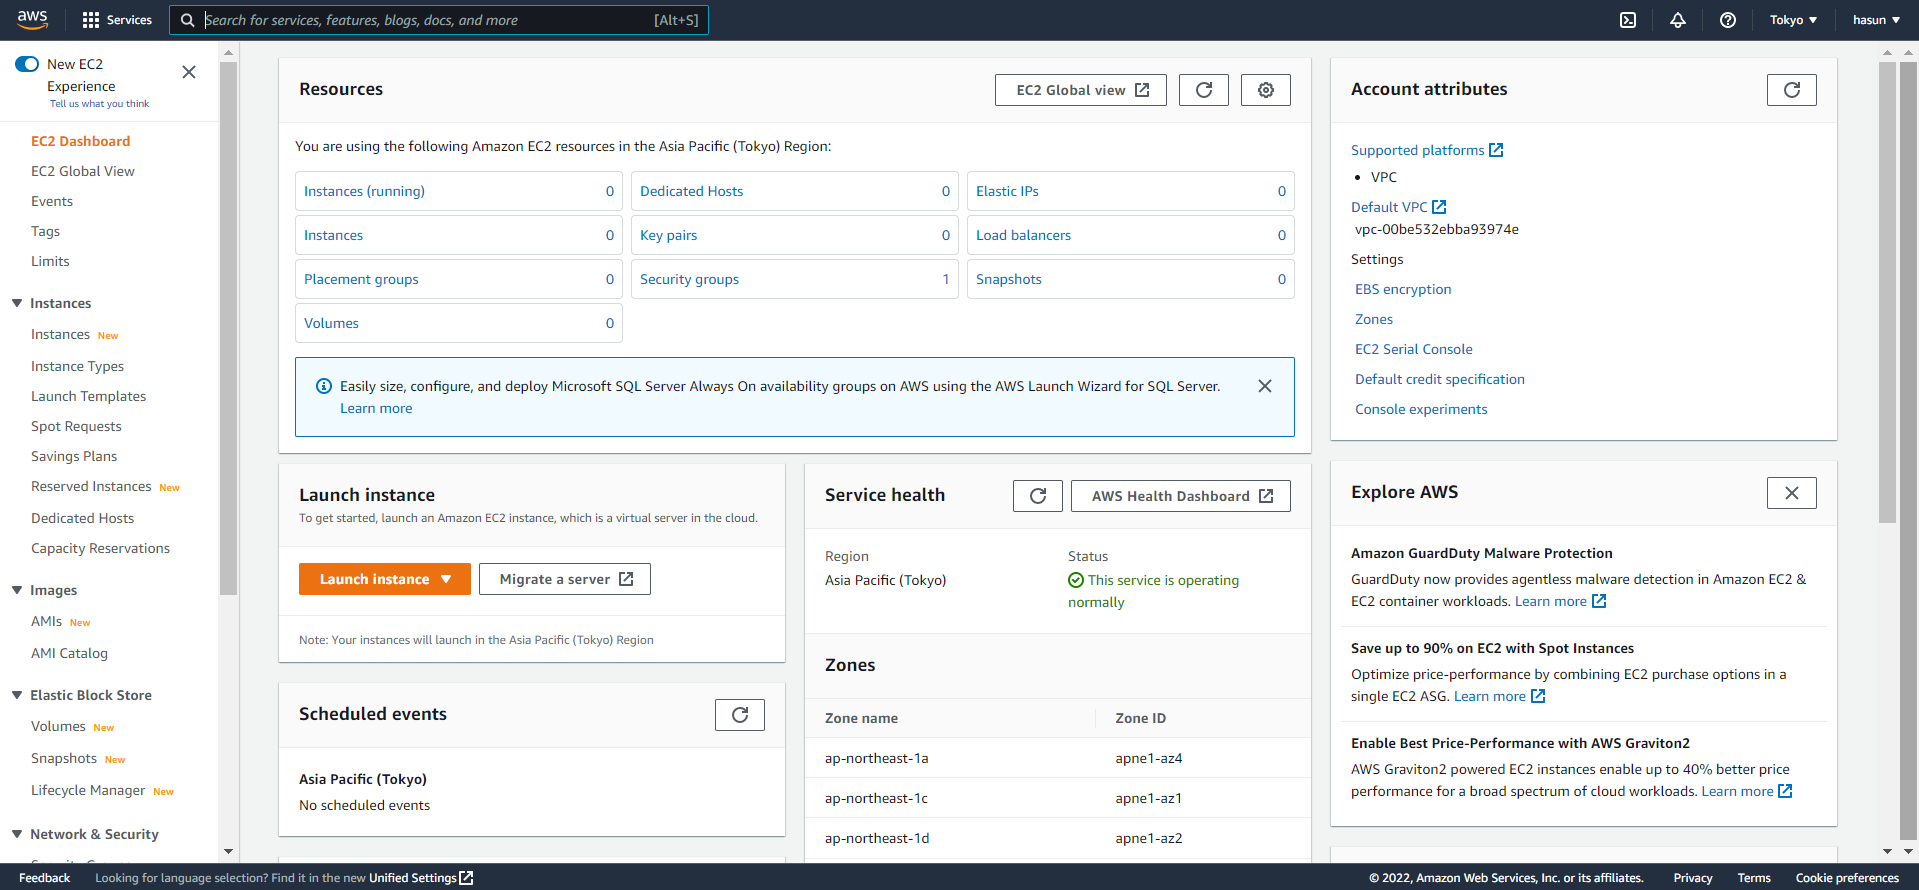 aws
Services
Search for services, features, blogs, docs, and more
[Alt+S]
Tokyo
hasun
New EC2
Experience
Tell us what you think
EC2 Dashboard
EC2 Global View
Events
Tags
Limits
Instances
Instances New
Instance Types
Launch Templates
Spot Requests
Savings Plans
Reserved Instances New
Dedicated Hosts
Capacity Reservations
Images
AMIs New
AMI Catalog
Elastic Block Store
Volumes New
Snapshots New
Lifecycle Manager New
Network & Security
Resources
EC2 Global view
You are using the following Amazon EC2 resources in the Asia Pacific (Tokyo) Region:
Instances (running) 0
Dedicated Hosts 0
Elastic IPs 0
Instances 0
Key pairs 0
Load balancers 0
Placement groups 0
Security groups 1
Snapshots 0
Volumes 0
Easily size, configure, and deploy Microsoft SQL Server Always On availability groups on AWS using the AWS Launch Wizard for SQL Server.
Learn more
Launch instance
To get started, launch an Amazon EC2 instance, which is a virtual server in the cloud.
Launch instance
Migrate a server
Note: Your instances will launch in the Asia Pacific (Tokyo) Region
Scheduled events
Asia Pacific (Tokyo)
No scheduled events
Service health
AWS Health Dashboard
Region
Asia Pacific (Tokyo)
Status
This service is operating
normally
Zones
Zone name Zone ID
ap-northeast-1a apne1-az4
ap-northeast-1c apne1-az1
ap-northeast-1d apne1-az2
Account attributes
Supported platforms
• VPC
Default VPC
vpc-00be532ebba93974e
Settings
EBS encryption
Zones
EC2 Serial Console
Default credit specification
Console experiments
Explore AWS
Amazon GuardDuty Malware Protection
GuardDuty now provides agentless malware detection in Amazon EC2 &
EC2 container workloads. Learn more
Save up to 90% on EC2 with Spot Instances
Optimize price-performance by combining EC2 purchase options in a
single EC2 ASG. Learn more
Enable Best Price-Performance with AWS Graviton2
AWS Graviton2 powered EC2 instances enable up to 40% better price
performance for a broad spectrum of cloud workloads. Learn more
Feedback
Looking for language selection? Find it in the new Unified Settings
© 2022, Amazon Web Services, Inc. or its affiliates.
Privacy
Terms
Cookie preferences